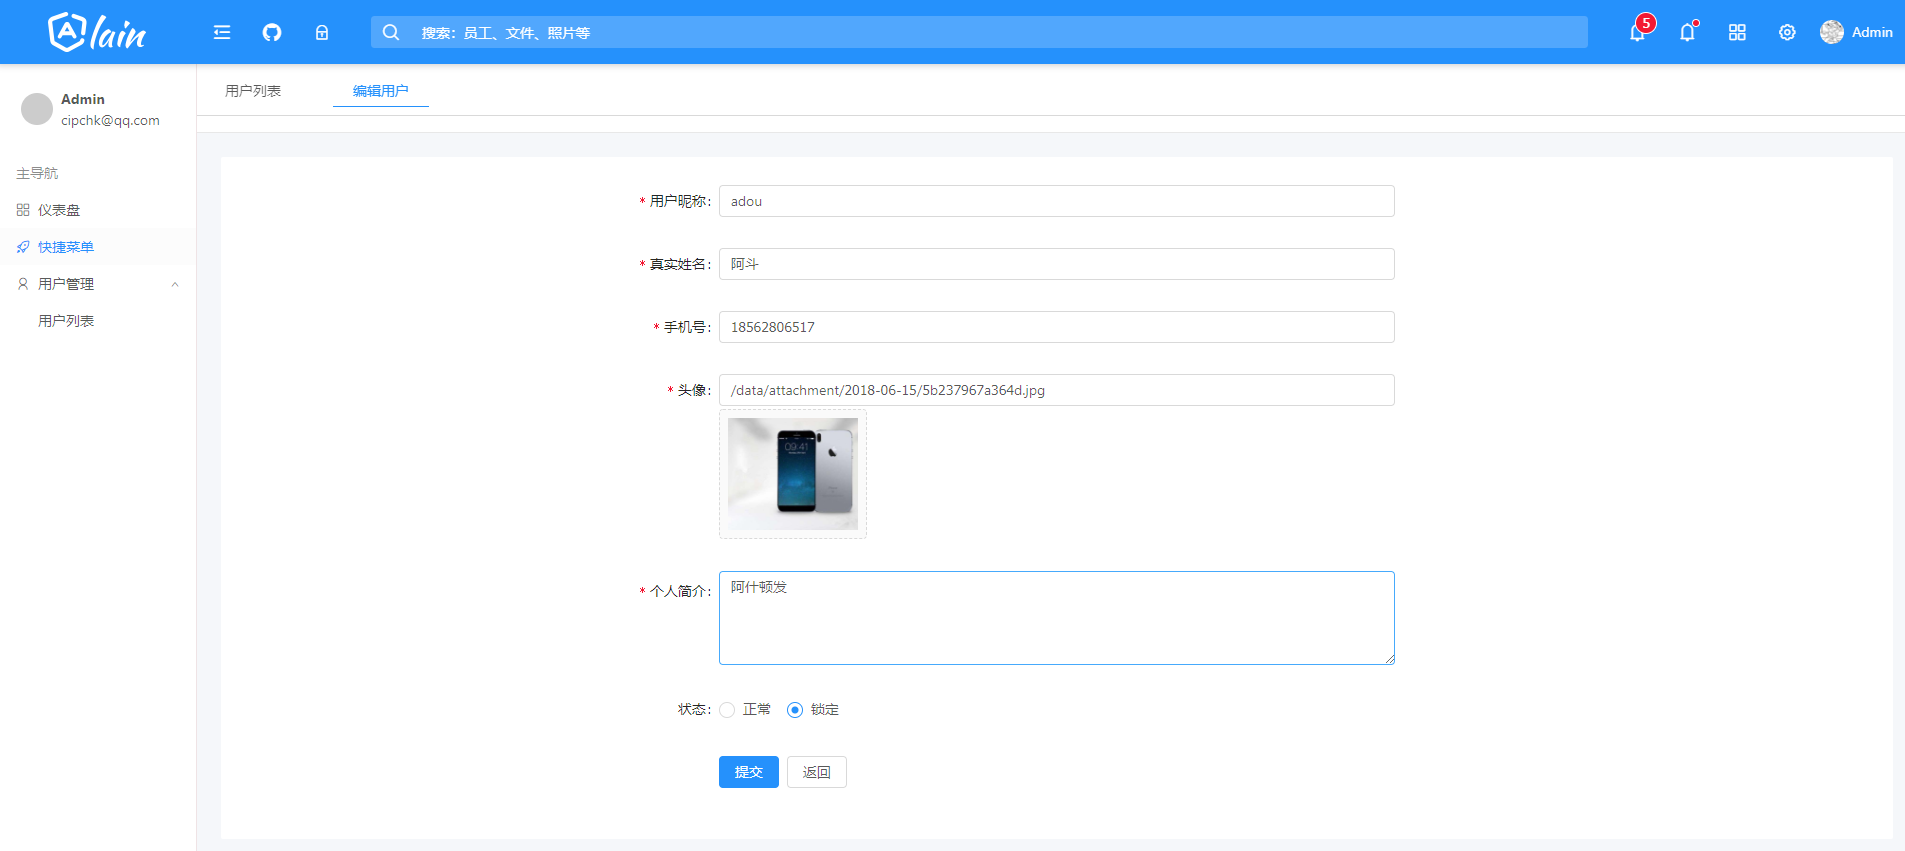 Alain
搜索：员工、文件、照片等
5
Admin
Admin
cipchk@qq.com
主导航
仪表盘
快捷菜单
用户管理
用户列表
用户列表
编辑用户
* 用户昵称：
adou
* 真实姓名：
阿斗
* 手机号：
18562806517
* 头像：
/data/attachment/2018-06-15/5b237967a364d.jpg
09:41
* 个人简介：
阿什顿发
状态：
正常
锁定
提交
返回